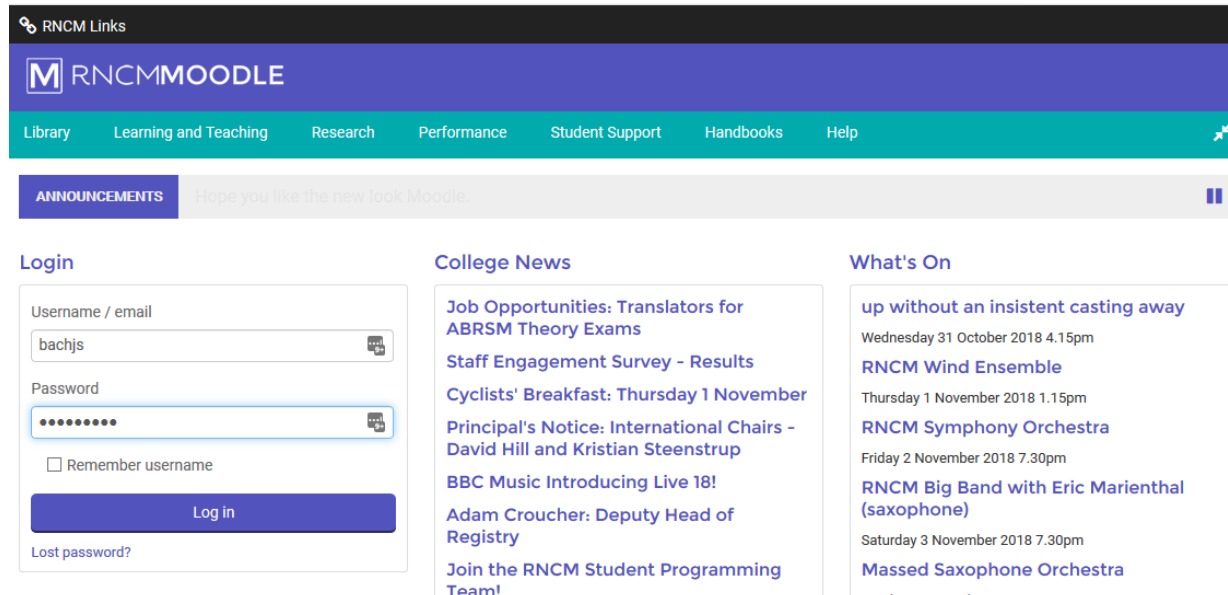 RNCM Links
M RNCMMOODLE
Library Learning and Teaching Research Performance Student Support Handbooks Help
ANNOUNCEMENTS Hope you like the new look Moodle.
Login
Username / email
bachjs
Password
•••••••••
Remember username
Log in
Lost password?
College News
Job Opportunities: Translators for
ABRSM Theory Exams
Staff Engagement Survey - Results
Cyclists' Breakfast: Thursday 1 November
Principal's Notice: International Chairs -
David Hill and Kristian Steenstrup
BBC Music Introducing Live 18!
Adam Croucher: Deputy Head of
Registry
Join the RNCM Student Programming
Team!
What's On
up without an insistent casting away
Wednesday 31 October 2018 4.15pm
RNCM Wind Ensemble
Thursday 1 November 2018 1.15pm
RNCM Symphony Orchestra
Friday 2 November 2018 7.30pm
RNCM Big Band with Eric Marienthal
(saxophone)
Saturday 3 November 2018 7.30pm
Massed Saxophone Orchestra